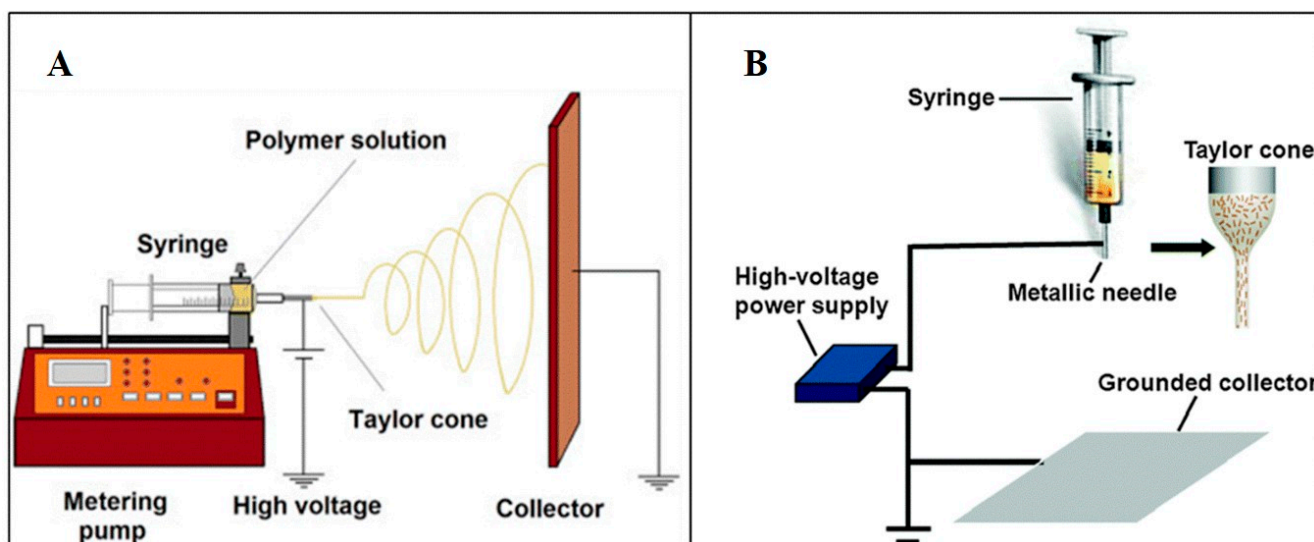 A
Polymer solution
Syringe
Taylor cone
Metering
pump
High voltage
Collector
B
Syringe
Taylor cone
Metallic needle
High-voltage
power supply
Grounded collector